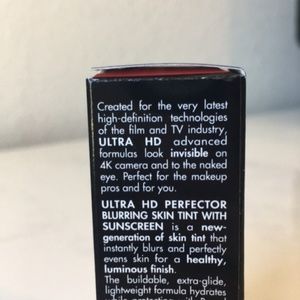 Created for the very latest
high-definition technologies
of the film and TV industry,
ULTRA HD advanced
formulas look invisible on
4K camera and to the naked
eye. Perfect for the makeup
pros and for you.
ULTRA HD PERFECTOR
BLURRING SKIN TINT WITH
SUNSCREEN is a new-
generation of skin tint that
instantly blurs and perfectly
evens skin for a healthy,
luminous finish.
The buildable, extra-glide,
lightweight formula hydrates
while protecting with